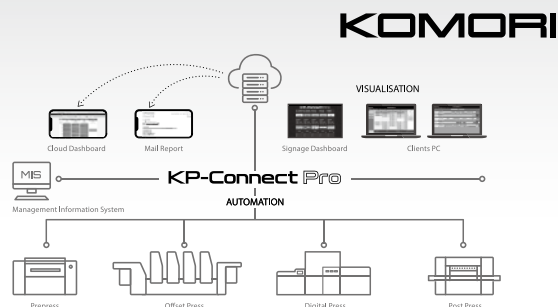 KOMORI
VISUALISATION
Cloud Dashboard
Mail Report
Signage Dashboard
Clients PC
MIS
KP-Connect Pro
Management Information System
AUTOMATION
Prepress
Offset Press
Digital Press
Post Press